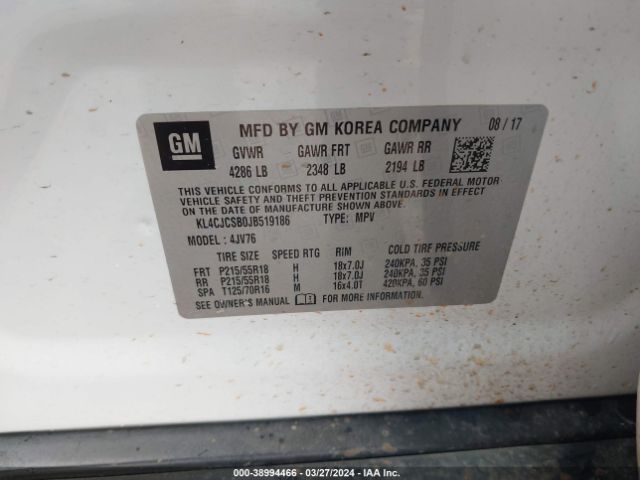 GM
MFD BY GM KOREA COMPANY 08 / 17
GVWR GAWR FRT GAWR RR
4286 LB 2348 LB 2194 LB
THIS VEHICLE CONFORMS TO ALL APPLICABLE U.S. FEDERAL MOTOR
VEHICLE SAFETY AND THEFT PREVENTION STANDARDS IN EFFECT ON
THE DATE OF MANUFACTURE SHOWN ABOVE.
KL4CJCSB0JB519186 TYPE: MPV
MODEL: 4JV76
TIRE SIZE SPEED RTG RIM COLD TIRE PRESSURE
FRT P215/55R18 H 18x7.0J 240KPA, 35 PSI
RR P215/55R18 H 18x7.0J 240KPA, 35 PSI
SPA T125/70R16 M 16x4.0T 420KPA, 60 PSI
SEE OWNER'S MANUAL FOR MORE INFORMATION.
000-38994466 - 03/27/2024 - IAA Inc.